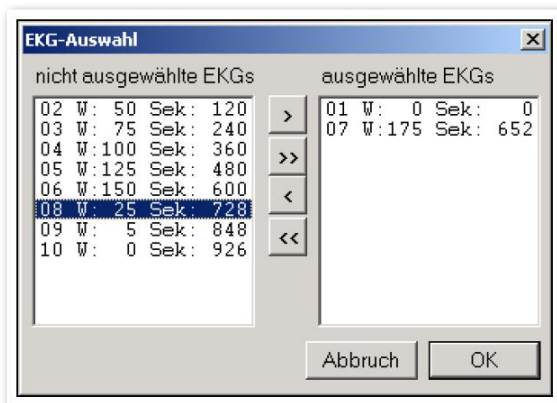 EKG-Auswahl
nicht ausgewählte EKGs
02 W: 50 Sek: 120
03 W: 75 Sek: 240
04 W:100 Sek: 360
05 W:125 Sek: 480
06 W:150 Sek: 600
08 W: 25 Sek: 728
09 W: 5 Sek: 848
10 W: 0 Sek: 926
>
>>
<
<<
ausgewählte EKGs
01 W: 0 Sek: 0
07 W:175 Sek: 652
Abbruch
OK